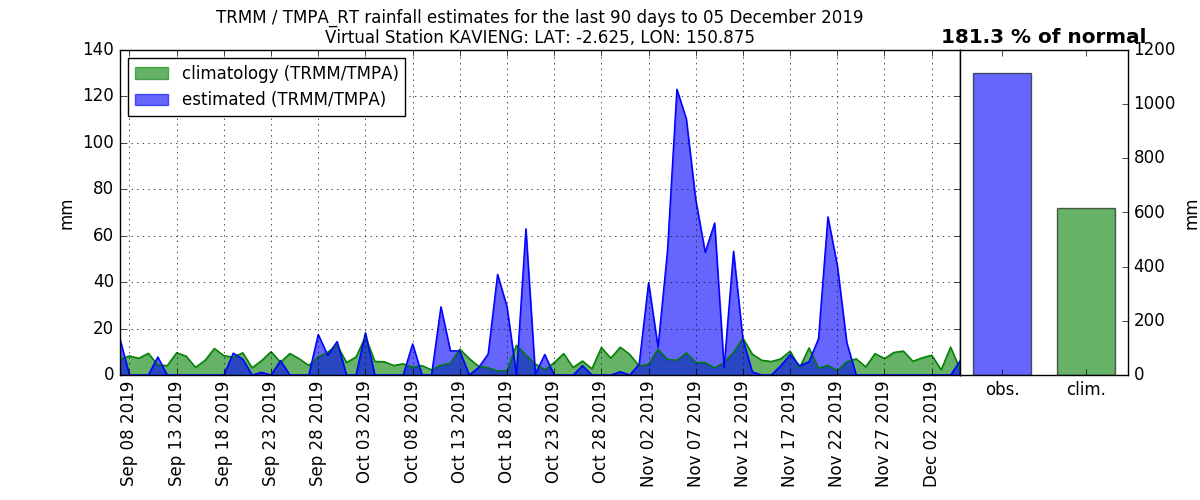 TRMM / TMPA_RT rainfall estimates for the last 90 days to 05 December 2019
Virtual Station KAVIENG: LAT: -2.625, LON: 150.875
181.3 % of normal
climatology (TRMM/TMPA)
estimated (TRMM/TMPA)
mm
140
120
100
80
60
40
20
0
Sep 08 2019
Sep 13 2019
Sep 18 2019
Sep 23 2019
Sep 28 2019
Oct 03 2019
Oct 08 2019
Oct 13 2019
Oct 18 2019
Oct 23 2019
Oct 28 2019
Nov 02 2019
Nov 07 2019
Nov 12 2019
Nov 17 2019
Nov 22 2019
Nov 27 2019
Dec 02 2019
obs.
clim.
1200
1000
800
600
400
200
0
mm